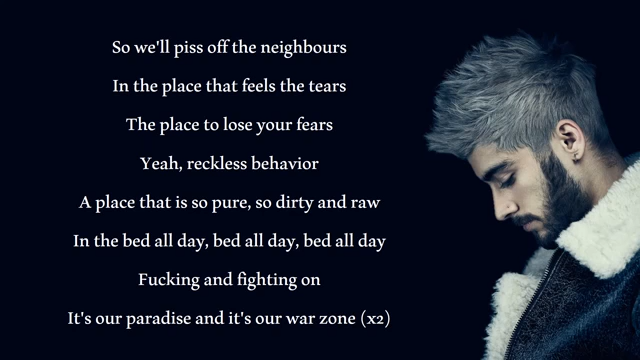 So we'll piss off the neighbours
In the place that feels the tears
The place to lose your fears
Yeah, reckless behavior
A place that is so pure, so dirty and raw
In the bed all day, bed all day, bed all day
Fucking and fighting on
It's our paradise and it's our war zone (x2)